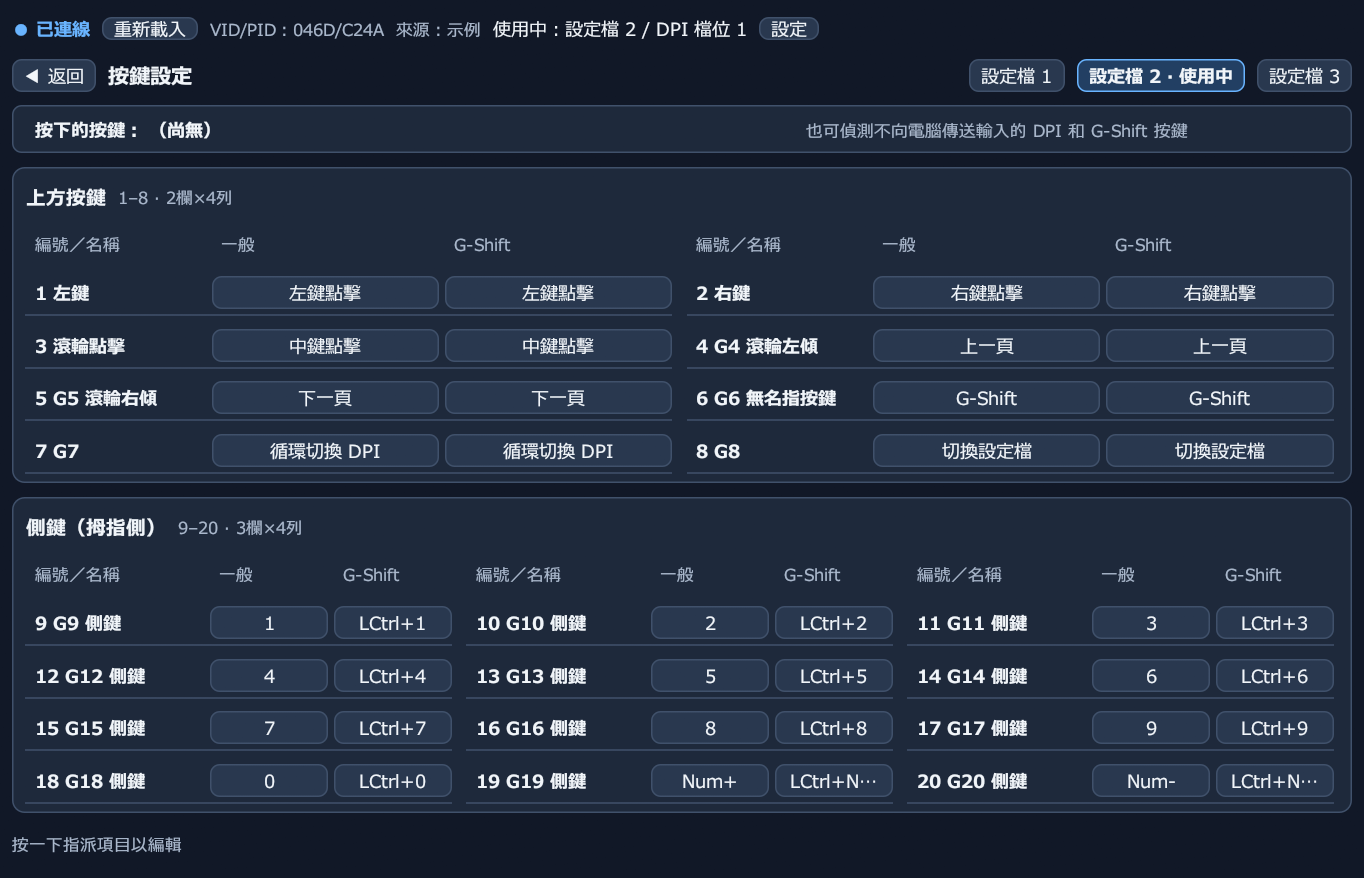 已連線 重新載入 VID/PID：046D/C24A 來源：示例 使用中：設定檔 2 / DPI 檔位 1 設定
◀ 返回 按鍵設定 設定檔 1 設定檔 2 · 使用中 設定檔 3
按下的按鍵： （尚無） 也可偵測不向電腦傳送輸入的 DPI 和 G-Shift 按鍵
上方按鍵 1–8 · 2欄×4列
編號／名稱 一般 G-Shift 編號／名稱 一般 G-Shift
1 左鍵 左鍵點擊 左鍵點擊 2 右鍵 右鍵點擊 右鍵點擊
3 滾輪點擊 中鍵點擊 中鍵點擊 4 G4 滾輪左傾 上一頁 上一頁
5 G5 滾輪右傾 下一頁 下一頁 6 G6 無名指按鍵 G-Shift G-Shift
7 G7 循環切換 DPI 循環切換 DPI 8 G8 切換設定檔 切換設定檔
側鍵（拇指側） 9–20 · 3欄×4列
編號／名稱 一般 G-Shift 編號／名稱 一般 G-Shift 編號／名稱 一般 G-Shift
9 G9 側鍵 1 LCtrl+1 10 G10 側鍵 2 LCtrl+2 11 G11 側鍵 3 LCtrl+3
12 G12 側鍵 4 LCtrl+4 13 G13 側鍵 5 LCtrl+5 14 G14 側鍵 6 LCtrl+6
15 G15 側鍵 7 LCtrl+7 16 G16 側鍵 8 LCtrl+8 17 G17 側鍵 9 LCtrl+9
18 G18 側鍵 0 LCtrl+0 19 G19 側鍵 Num+ LCtrl+N… 20 G20 側鍵 Num- LCtrl+N…
按一下指派項目以編輯